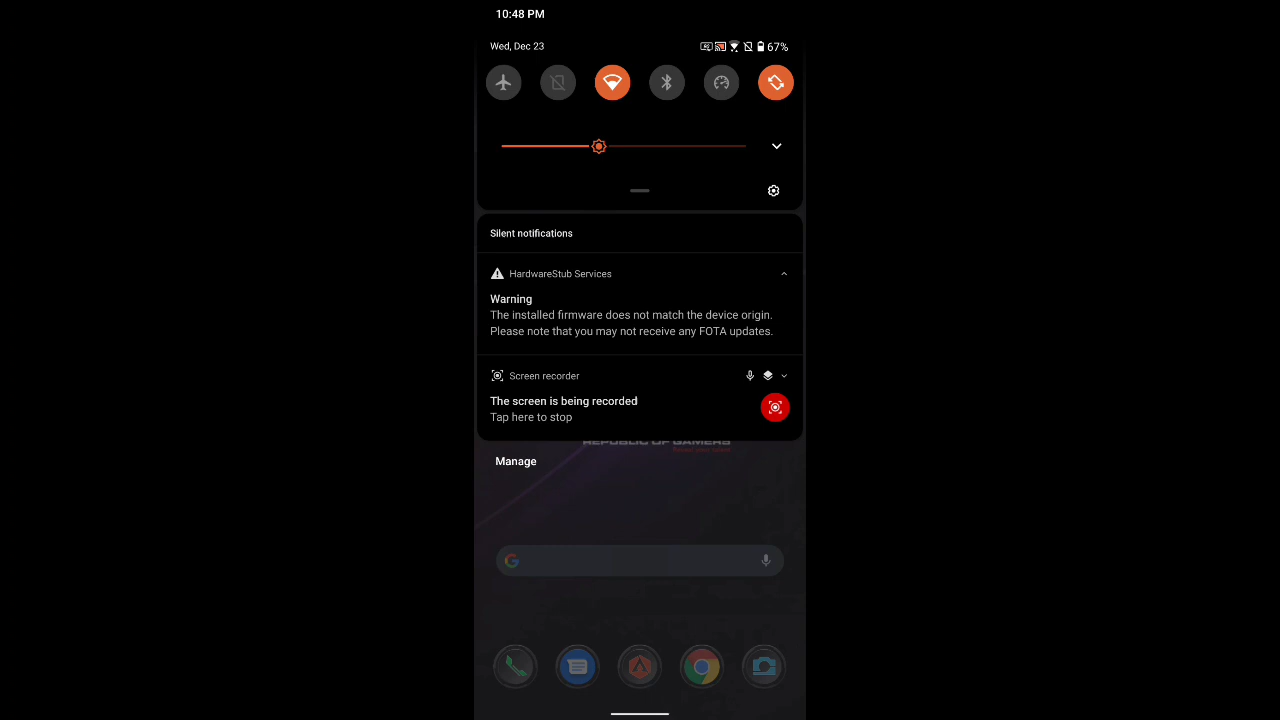 10:48 PM
Wed, Dec 23
67%
Silent notifications
HardwareStub Services
Warning
The installed firmware does not match the device origin.
Please note that you may not receive any FOTA updates.
Screen recorder
The screen is being recorded
Tap here to stop
REPUBLIC OF GAMERS
Manage